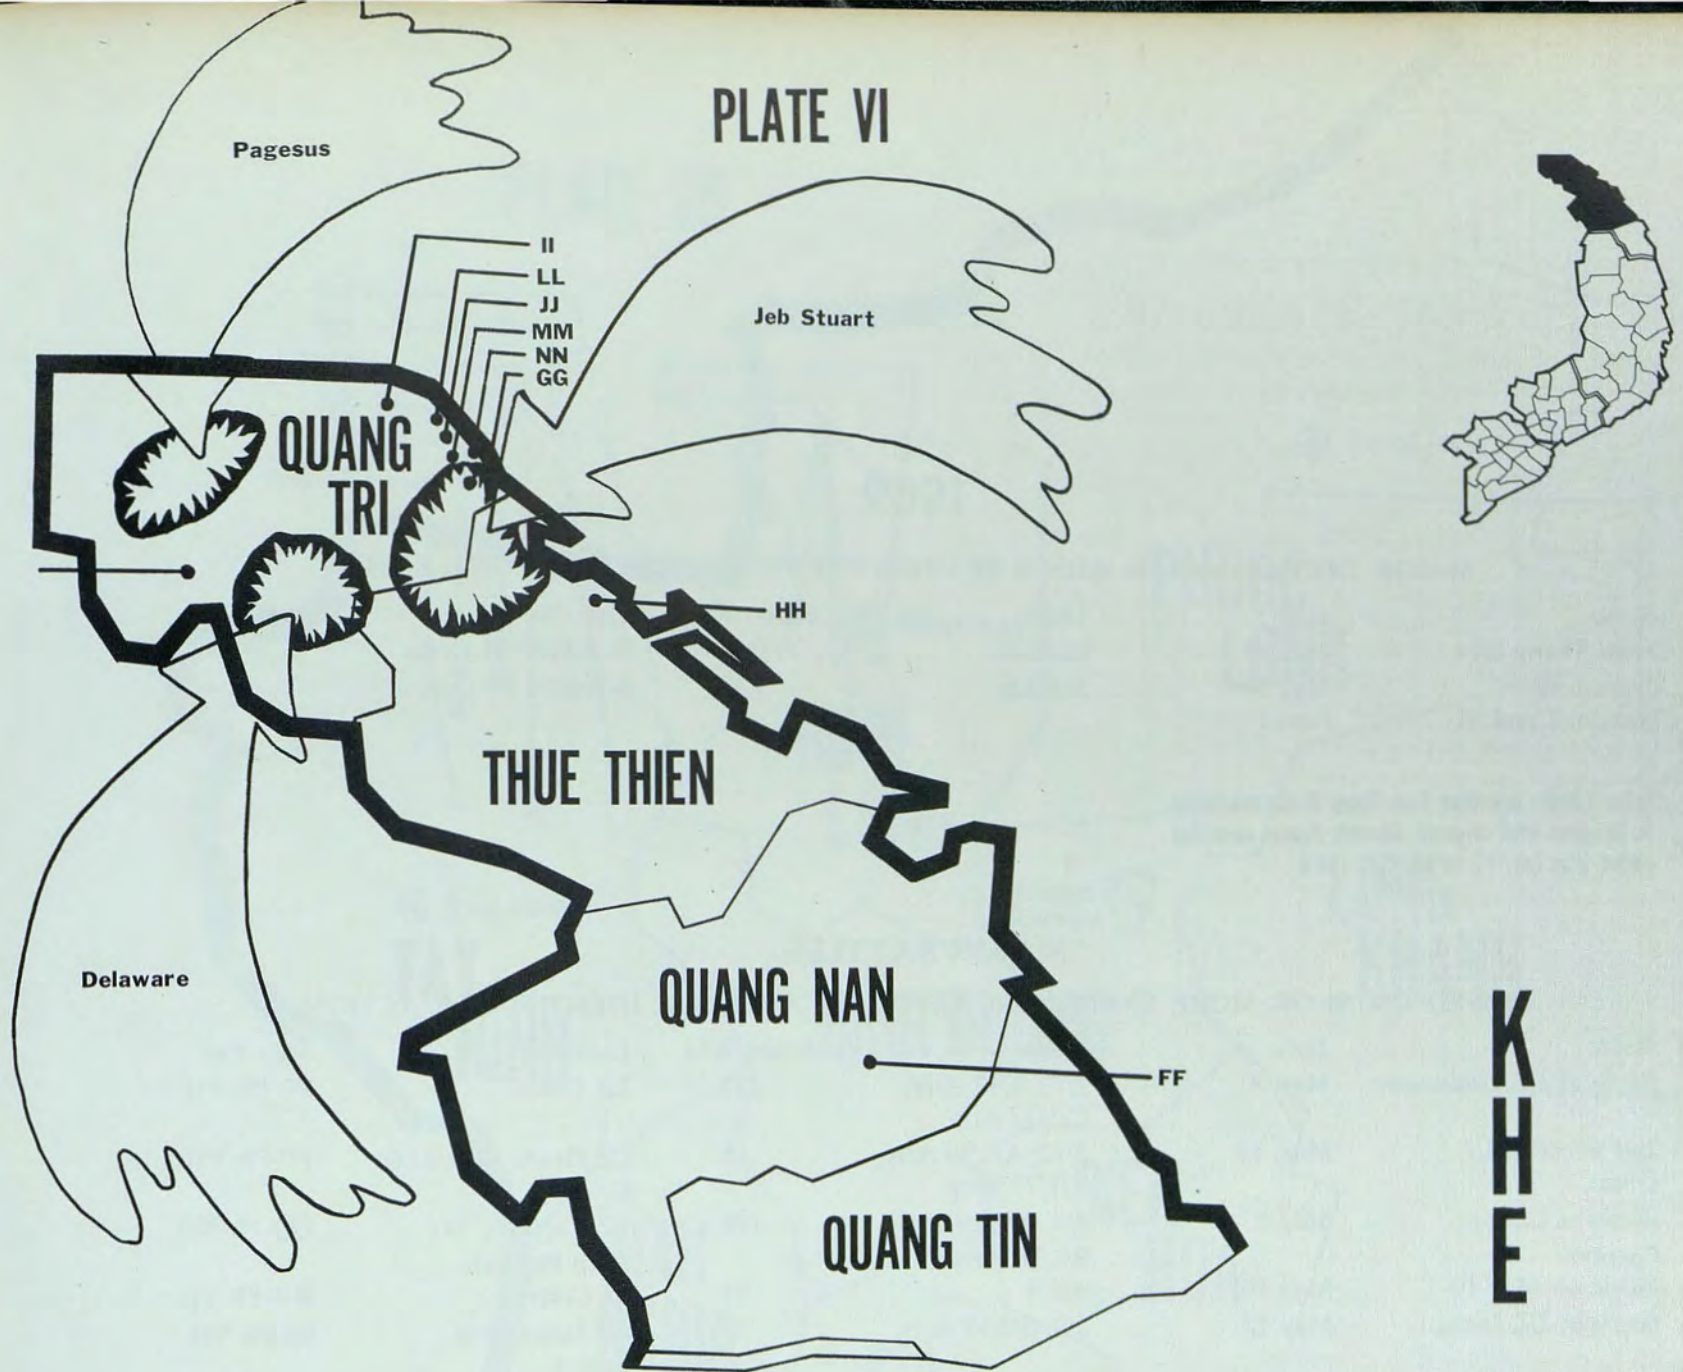 PLATE VI
Pagesus
II
LL
JJ
MM
NN
GG
Jeb Stuart
QUANG
TRI
HH
THUE THIEN
Delaware
QUANG NAN
FF
QUANG TIN
K
H
E